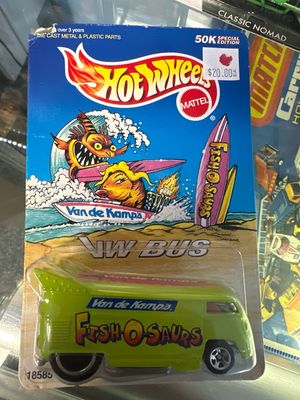 CLASSIC NOMAD
over 3 years
DIE CAST METAL & PLASTIC PARTS
50K SPECIAL
EDITION
$20.00
HOT WHEELS
MATTEL
MATC
Van de Kamp's
FISH-O-SAURS
VW BUS
Van de Kamp's
FISH-O-SAURS
18585